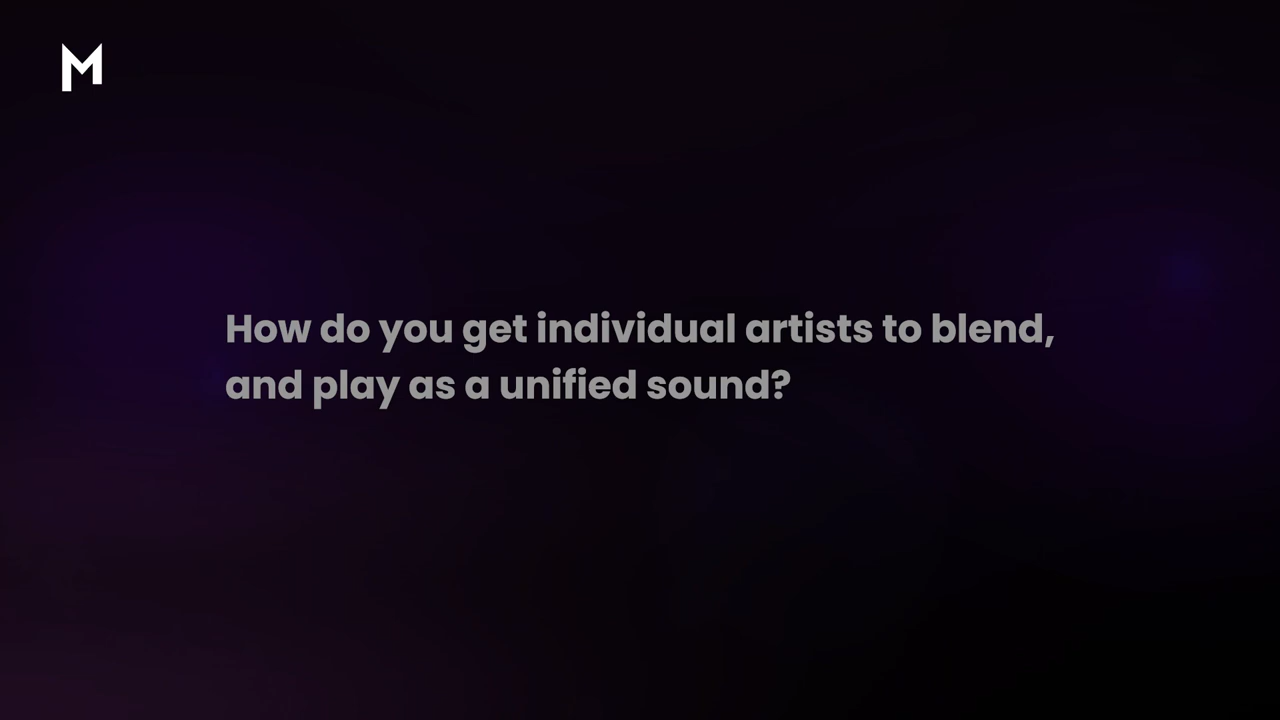 M
How do you get individual artists to blend,
and play as a unified sound?